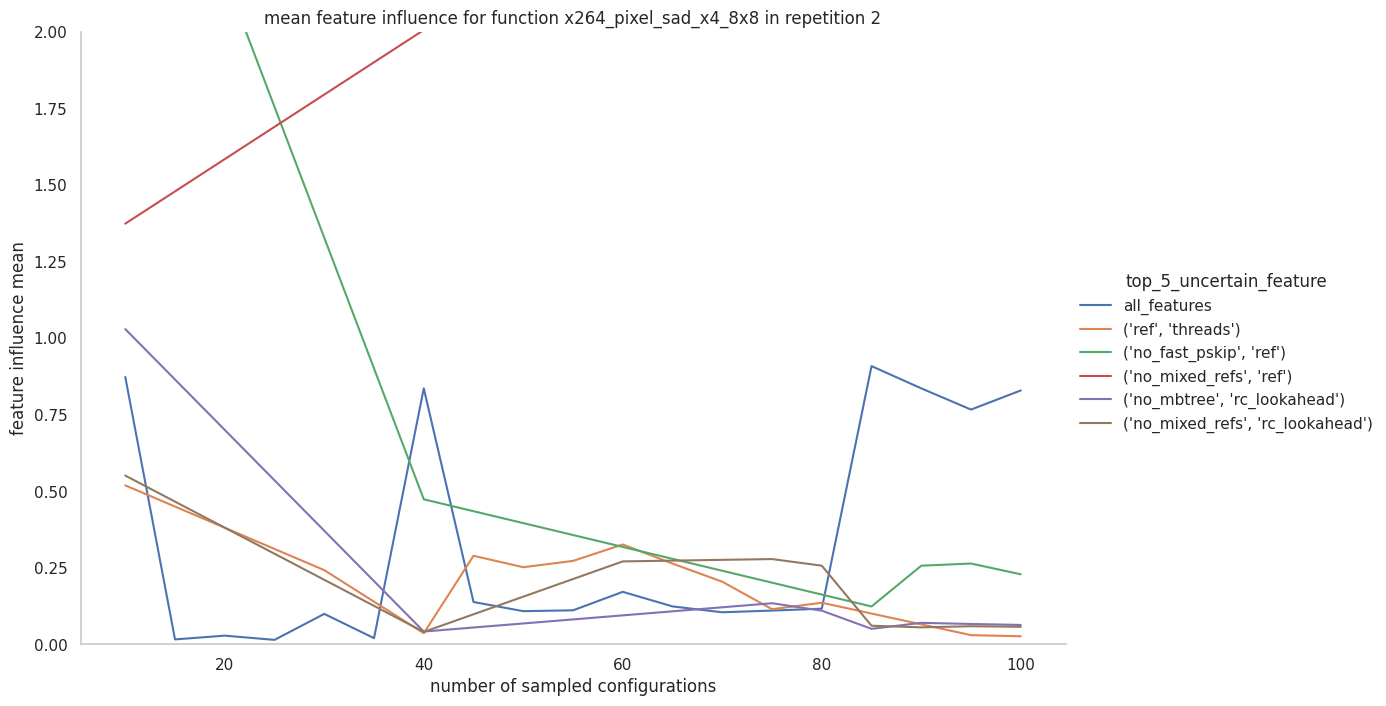 mean feature influence for function x264_pixel_sad_x4_8x8 in repetition 2
2.00
1.75
1.50
1.25
1.00
0.75
0.50
0.25
0.00
feature influence mean
20 40 60 80 100
number of sampled configurations
top_5_uncertain_feature
all_features
('ref', 'threads')
('no_fast_pskip', 'ref')
('no_mixed_refs', 'ref')
('no_mbtree', 'rc_lookahead')
('no_mixed_refs', 'rc_lookahead')